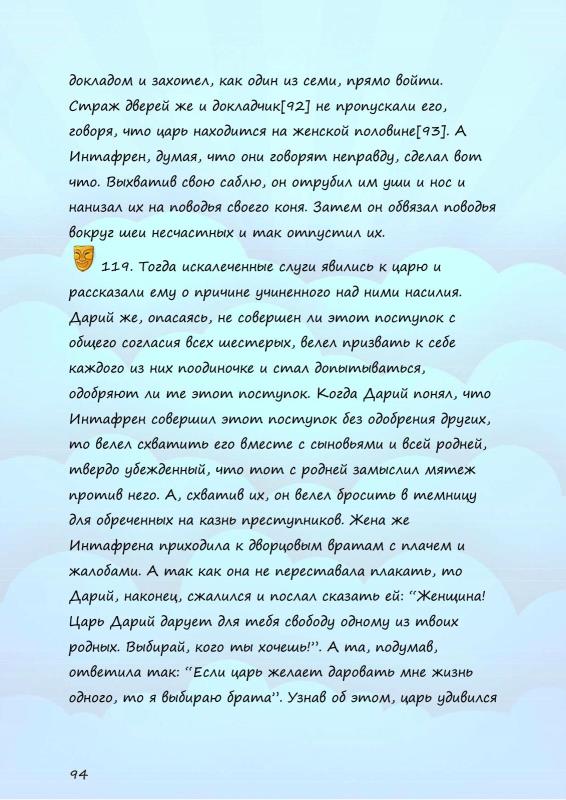 докладом и захотел, как один из семи, прямо войти.
Страж дверей же и докладчик[92] не пропускали его,
говоря, что царь находится на женской половине[93]. А
Интафрен, думая, что они говорят неправду, сделал вот
что. Выхватив свою саблю, он отрубил им уши и нос и
нанизал их на поводья своего коня. Затем он обвязал поводья
вокруг шеи несчастных и так отпустил их.
119. Тогда искалеченные слуги явились к царю и
рассказали ему о причине учиненного над ними насилия.
Дарий же, опасаясь, не совершен ли этот поступок с
общего согласия всех шестерых, велел призвать к себе
каждого из них поодиночке и стал допытываться,
одобряют ли те этот поступок. Когда Дарий понял, что
Интафрен совершил этот поступок без одобрения других,
то велел схватить его вместе с сыновьями и всей родней,
твердо убежденный, что тот с родней замыслил мятеж
против него. А, схватив их, он велел бросить в темницу
для обреченных на казнь преступников. Жена же
Интафрена приходила к дворцовым вратам с плачем и
жалобами. А так как она не переставала плакать, то
Дарий, наконец, сжалился и послал сказать ей: “Женщина!
Царь Дарий дарует для тебя свободу одному из твоих
родных. Выбирай, кого ты хочешь!”. А та, подумав,
ответила так: “Если царь желает даровать мне жизнь
одного, то я выбираю брата”. Узнав об этом, царь удивился
94